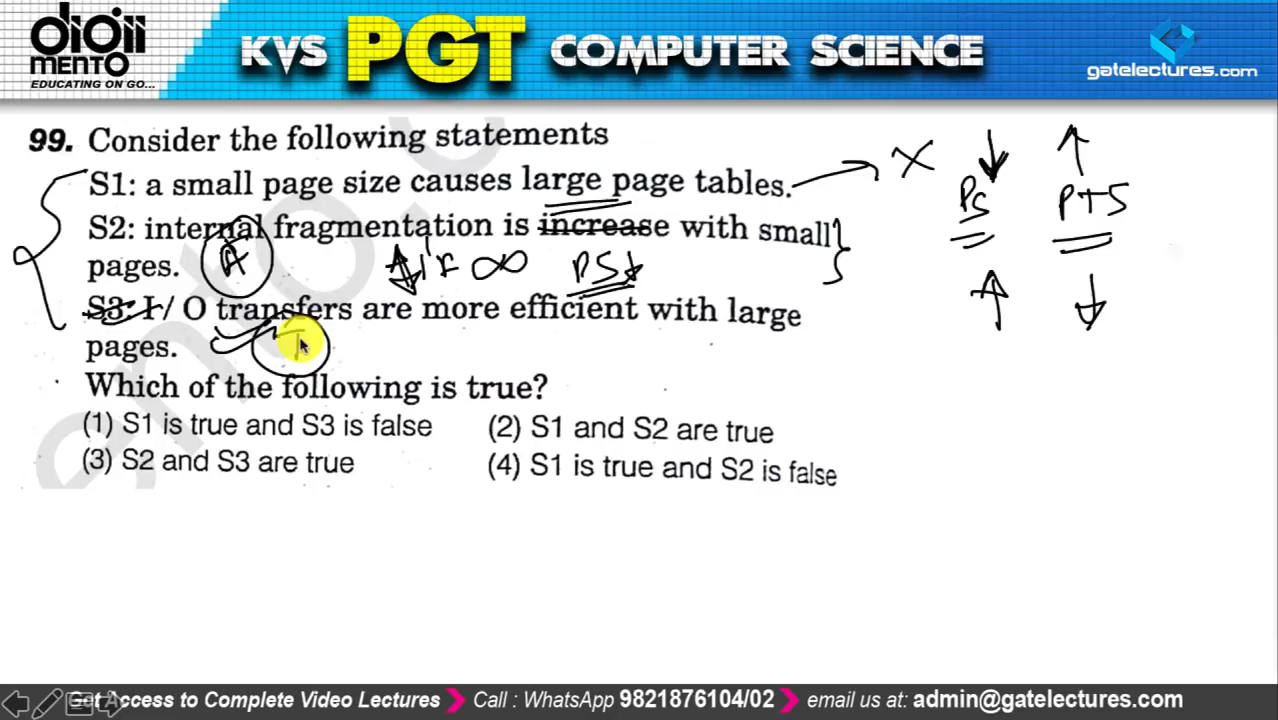 digii
MENTO
EDUCATING ON GO...
KVS PGT COMPUTER SCIENCE
gatelectures.com
99. Consider the following statements
S1: a small page size causes large page tables.
S2: internal fragmentation is increase with small
pages.
S3: I/ O transfers are more efficient with large
pages.
Which of the following is true?
(1) S1 is true and S3 is false
(2) S1 and S2 are true
(3) S2 and S3 are true
(4) S1 is true and S2 is false
PS
PTS
PS
Get Access to Complete Video Lectures
Call : WhatsApp 9821876104/02
email us at: admin@gatelectures.com